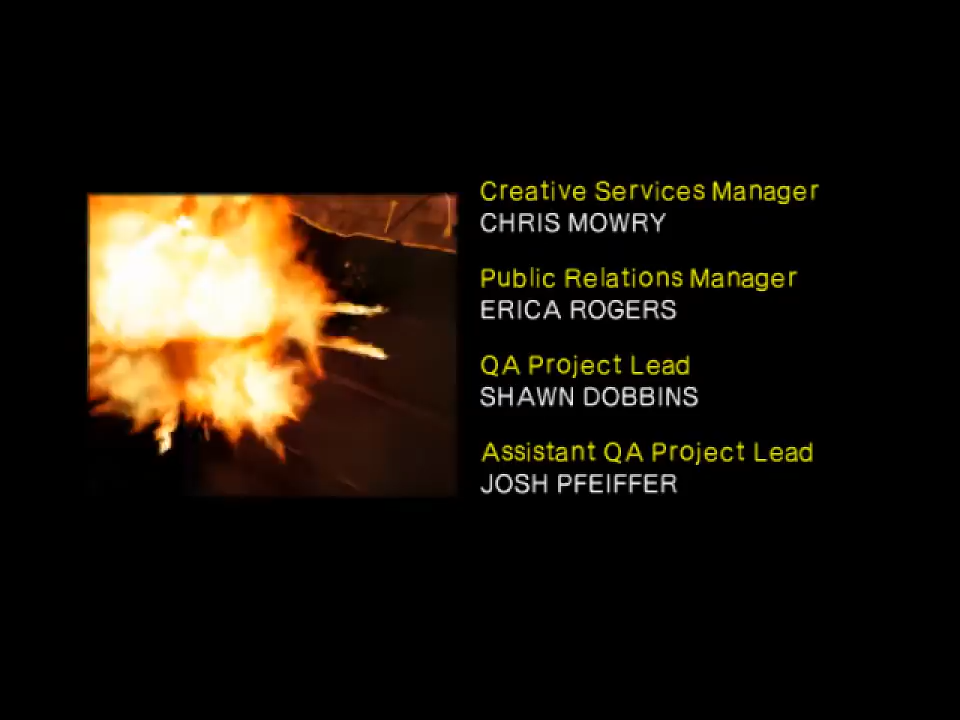 Creative Services Manager
CHRIS MOWRY
Public Relations Manager
ERICA ROGERS
QA Project Lead
SHAWN DOBBINS
Assistant QA Project Lead
JOSH PFEIFFER